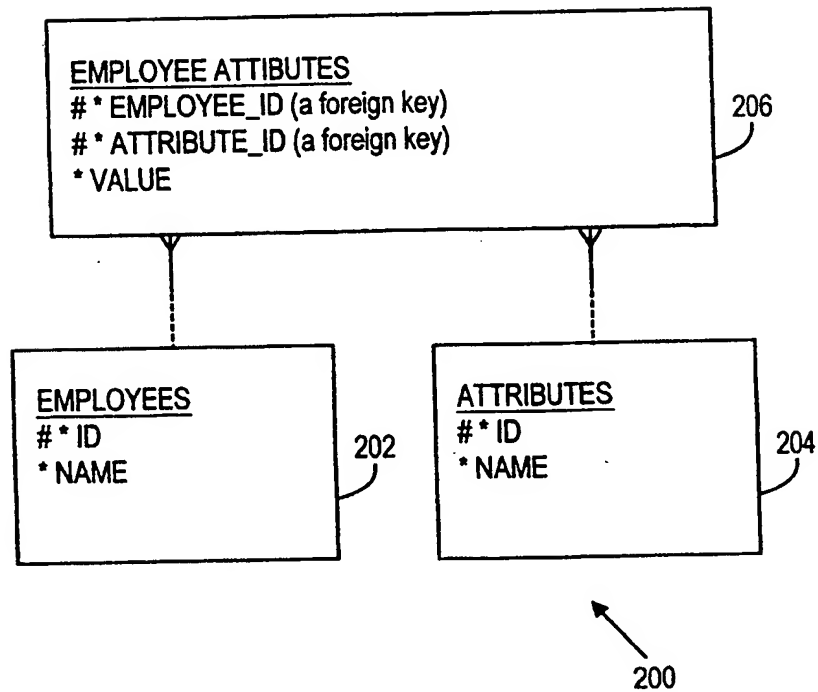 EMPLOYEE ATTIBUTES
# * EMPLOYEE_ID (a foreign key)
# * ATTRIBUTE_ID (a foreign key)
* VALUE
206
EMPLOYEES
# * ID
* NAME
202
ATTRIBUTES
# * ID
* NAME
204
200